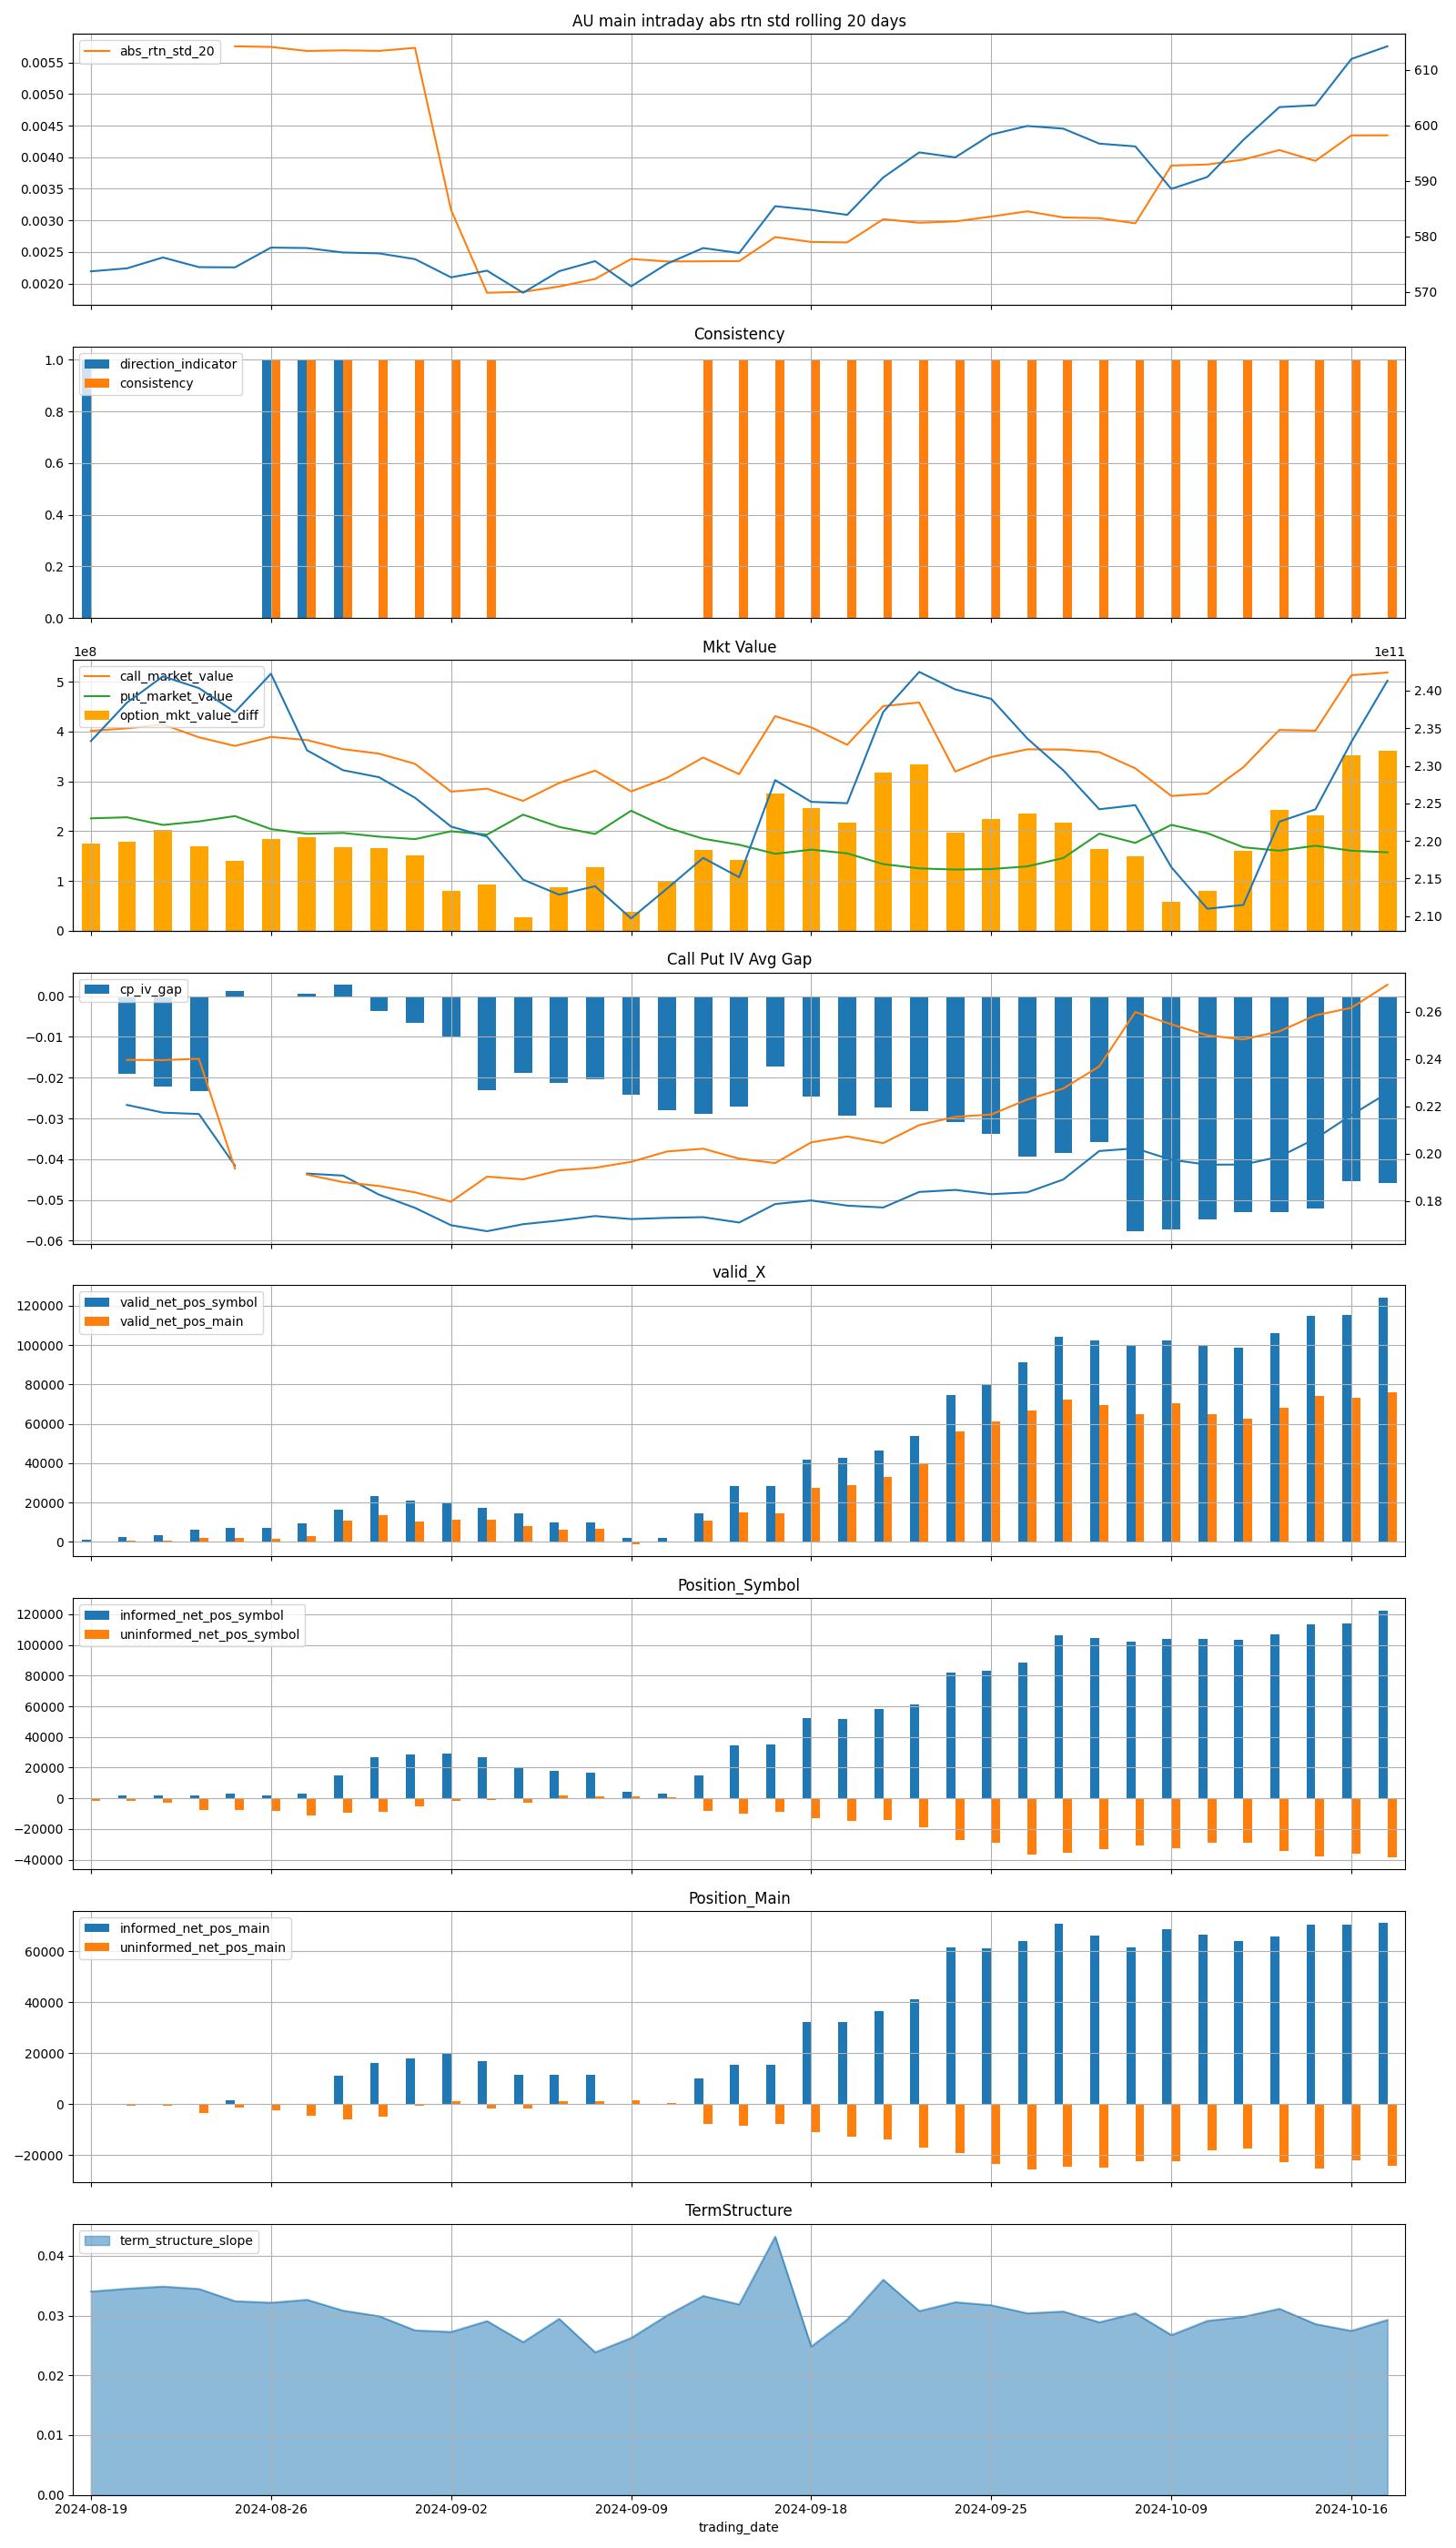 AU main intraday abs rtn std rolling 20 days
abs_rtn_std_20
0.0055
0.0050
0.0045
0.0040
0.0035
0.0030
0.0025
0.0020
610
600
590
580
570
Consistency
direction_indicator
consistency
1.0
0.8
0.6
0.4
0.2
0.0
Mkt Value
1e8
1e11
call_market_value
put_market_value
option_mkt_value_diff
5
4
3
2
1
0
2.40
2.35
2.30
2.25
2.20
2.15
2.10
Call Put IV Avg Gap
cp_iv_gap
0.00
−0.01
−0.02
−0.03
−0.04
−0.05
−0.06
0.26
0.24
0.22
0.20
0.18
valid_X
valid_net_pos_symbol
valid_net_pos_main
120000
100000
80000
60000
40000
20000
0
Position_Symbol
informed_net_pos_symbol
uninformed_net_pos_symbol
120000
100000
80000
60000
40000
20000
0
−20000
−40000
Position_Main
informed_net_pos_main
uninformed_net_pos_main
60000
40000
20000
0
−20000
TermStructure
term_structure_slope
0.04
0.03
0.02
0.01
0.00
2024-08-19 2024-08-26 2024-09-02 2024-09-09 2024-09-18 2024-09-25 2024-10-09 2024-10-16
trading_date